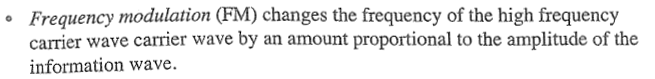 • Frequency modulation (FM) changes the frequency of the high frequency
carrier wave carrier wave by an amount proportional to the amplitude of the
information wave.